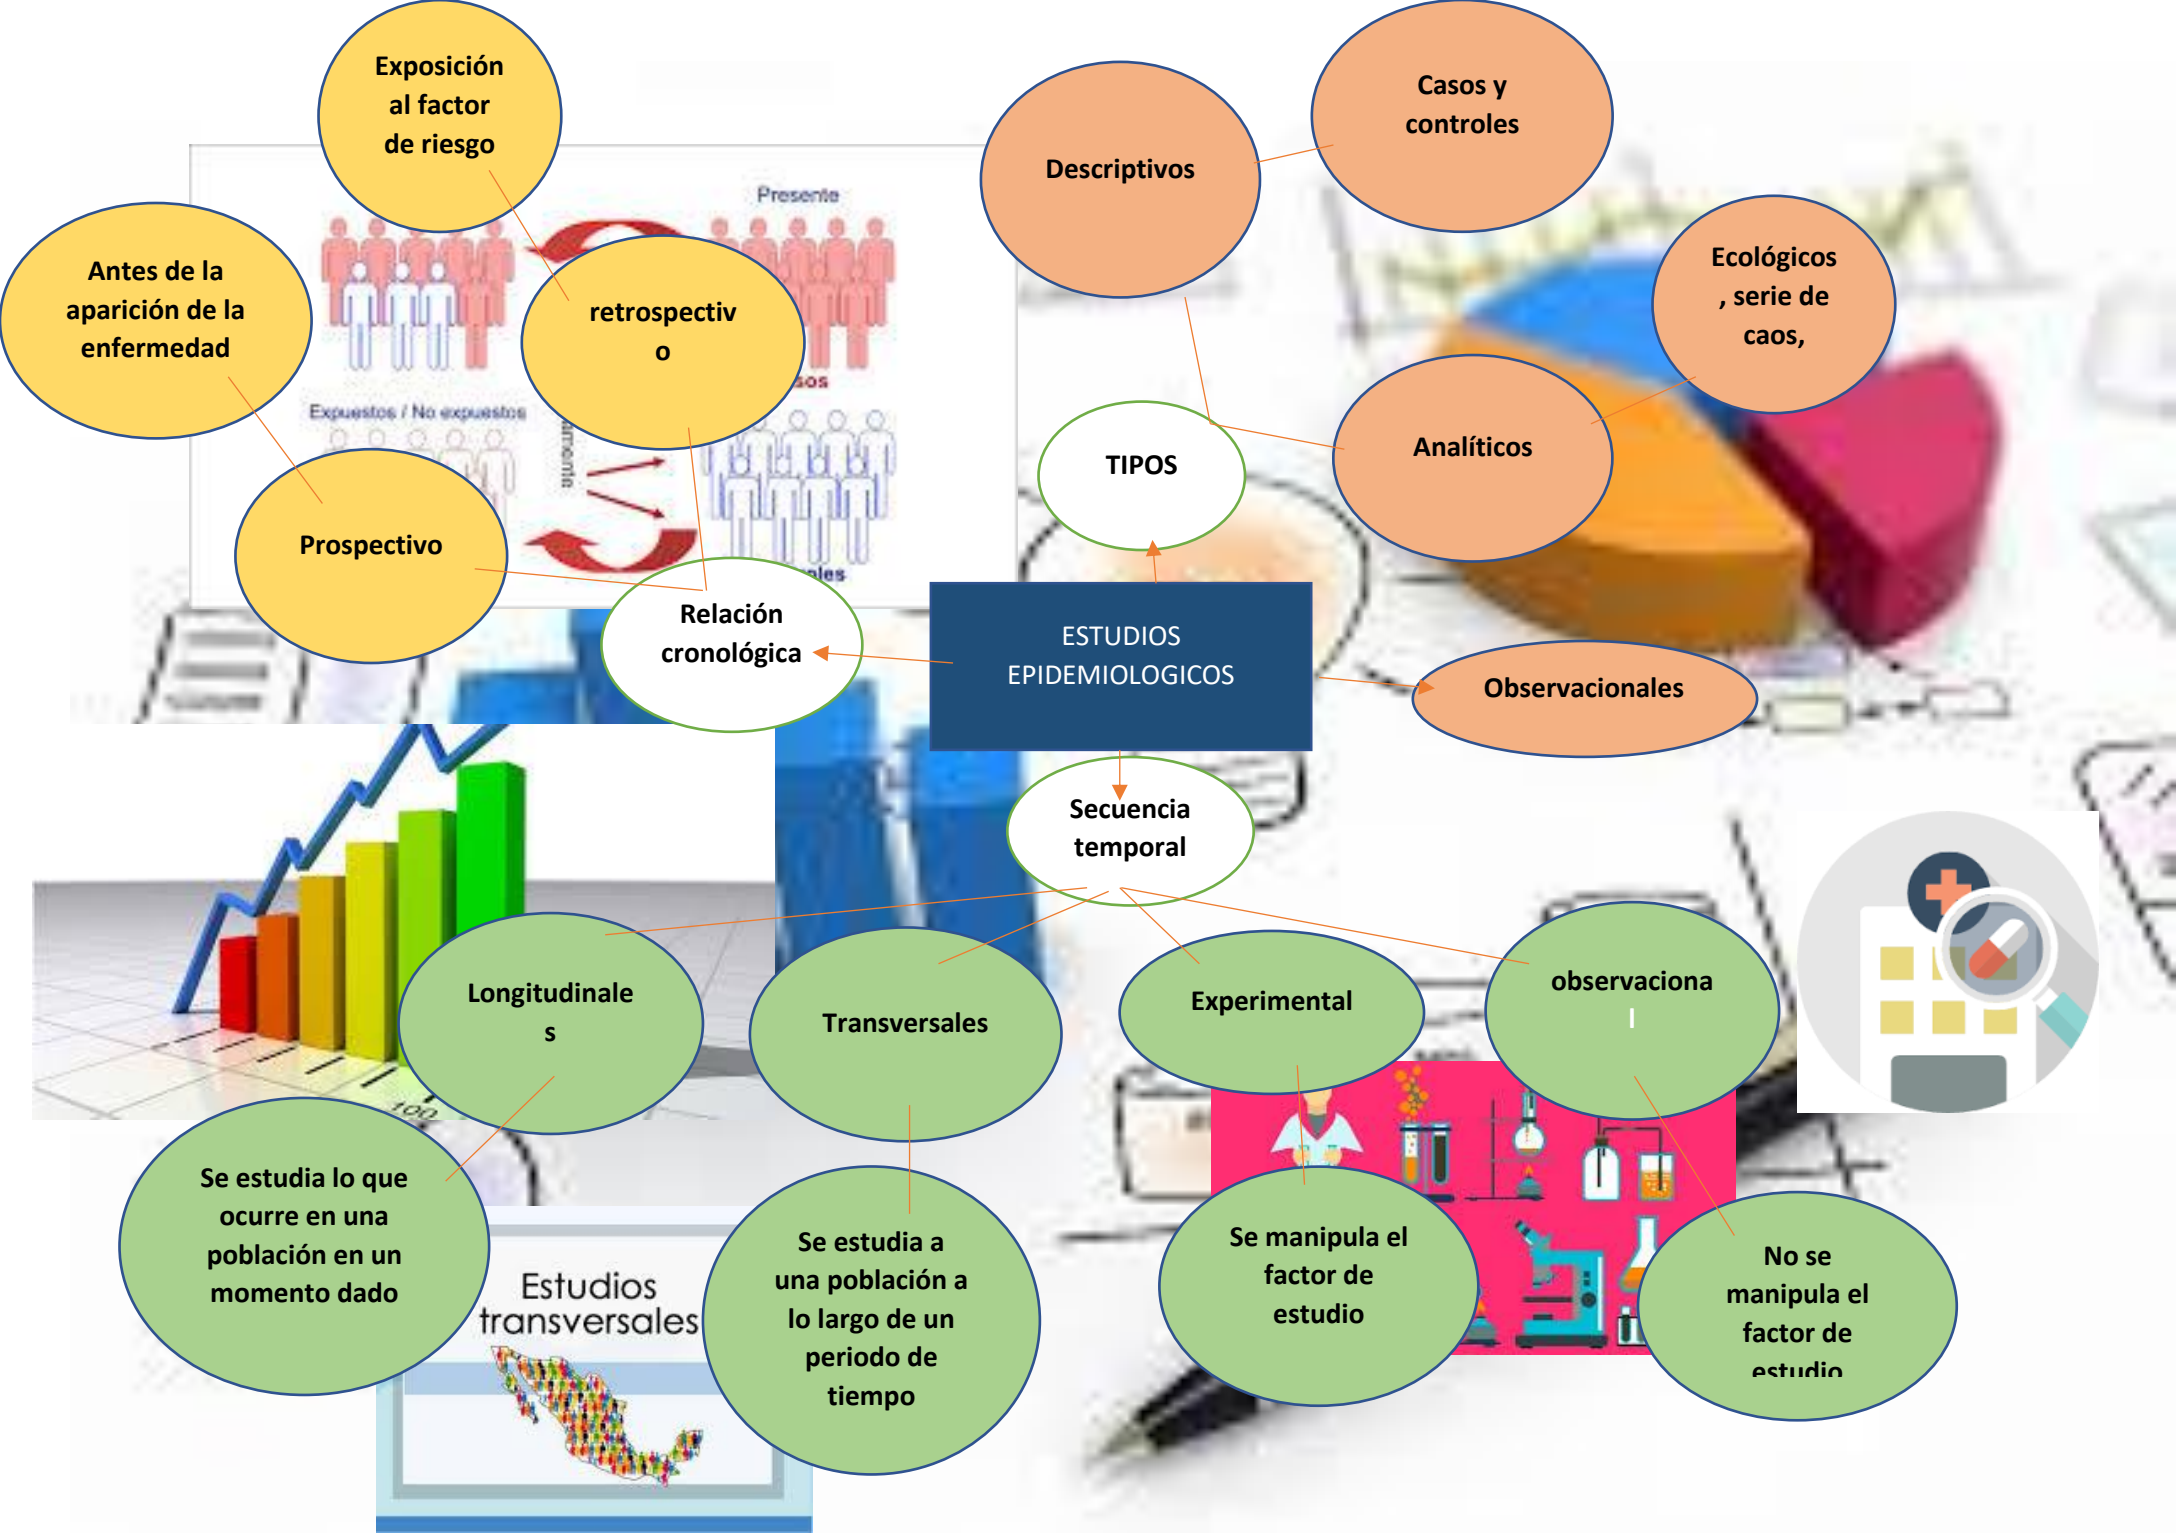 Exposición
al factor
de riesgo
Casos y
controles
Descriptivos
Presente
Antes de la
aparición de la
enfermedad
Ecológicos
, serie de
caos,
retrospectiv
o
sos
Expuestos / No expuestos
amente
Analíticos
TIPOS
Prospectivo
oles
Relación
cronológica
ESTUDIOS
EPIDEMIOLOGICOS
Observacionales
Secuencia
temporal
Longitudinale
s
Transversales
Experimental
observaciona
l
100
Se estudia lo que
ocurre en una
población en un
momento dado
Estudios
transversales
Se estudia a
una población a
lo largo de un
periodo de
tiempo
Se manipula el
factor de
estudio
No se
manipula el
factor de
estudio